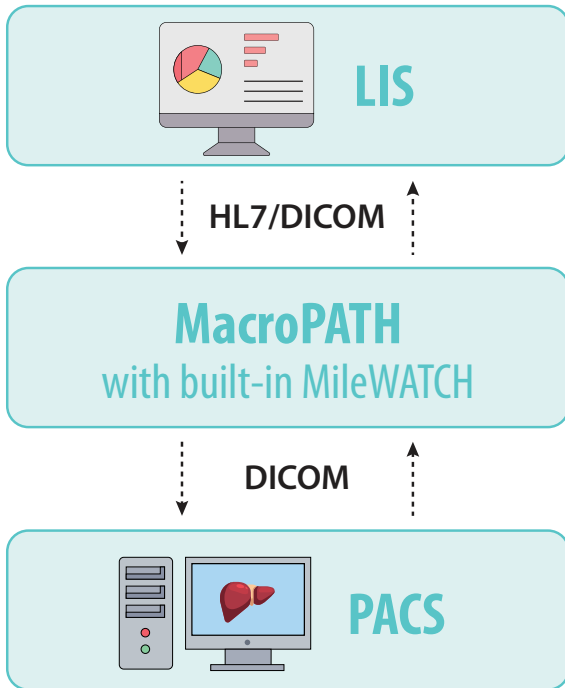 LIS
HL7/DICOM
MacroPATH
with built-in MileWATCH
DICOM
PACS